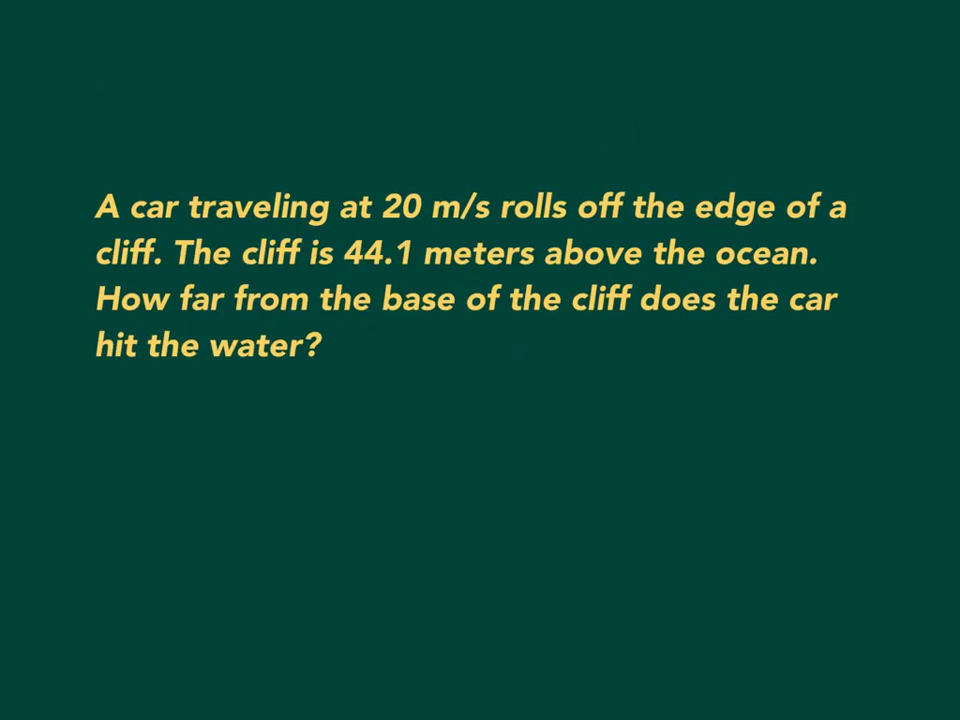 A car traveling at 20 m/s rolls off the edge of a
cliff. The cliff is 44.1 meters above the ocean.
How far from the base of the cliff does the car
hit the water?